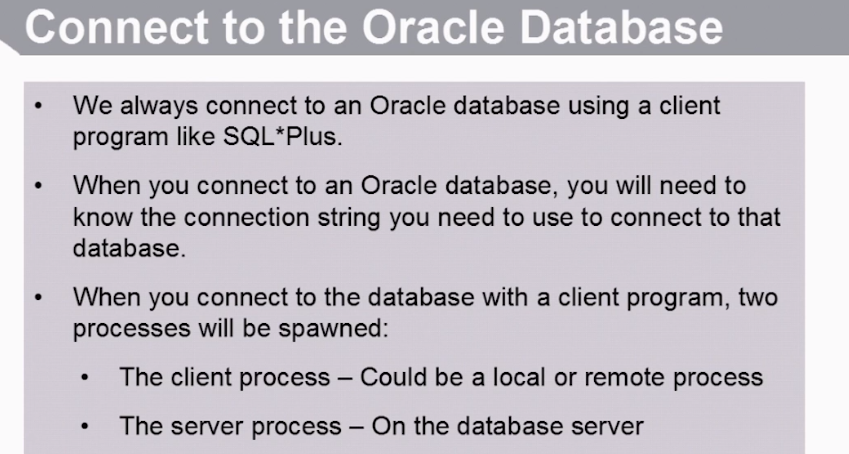 Connect to the Oracle Database
• We always connect to an Oracle database using a client
program like SQL*Plus.
• When you connect to an Oracle database, you will need to
know the connection string you need to use to connect to that
database.
• When you connect to the database with a client program, two
processes will be spawned:
• The client process – Could be a local or remote process
• The server process – On the database server